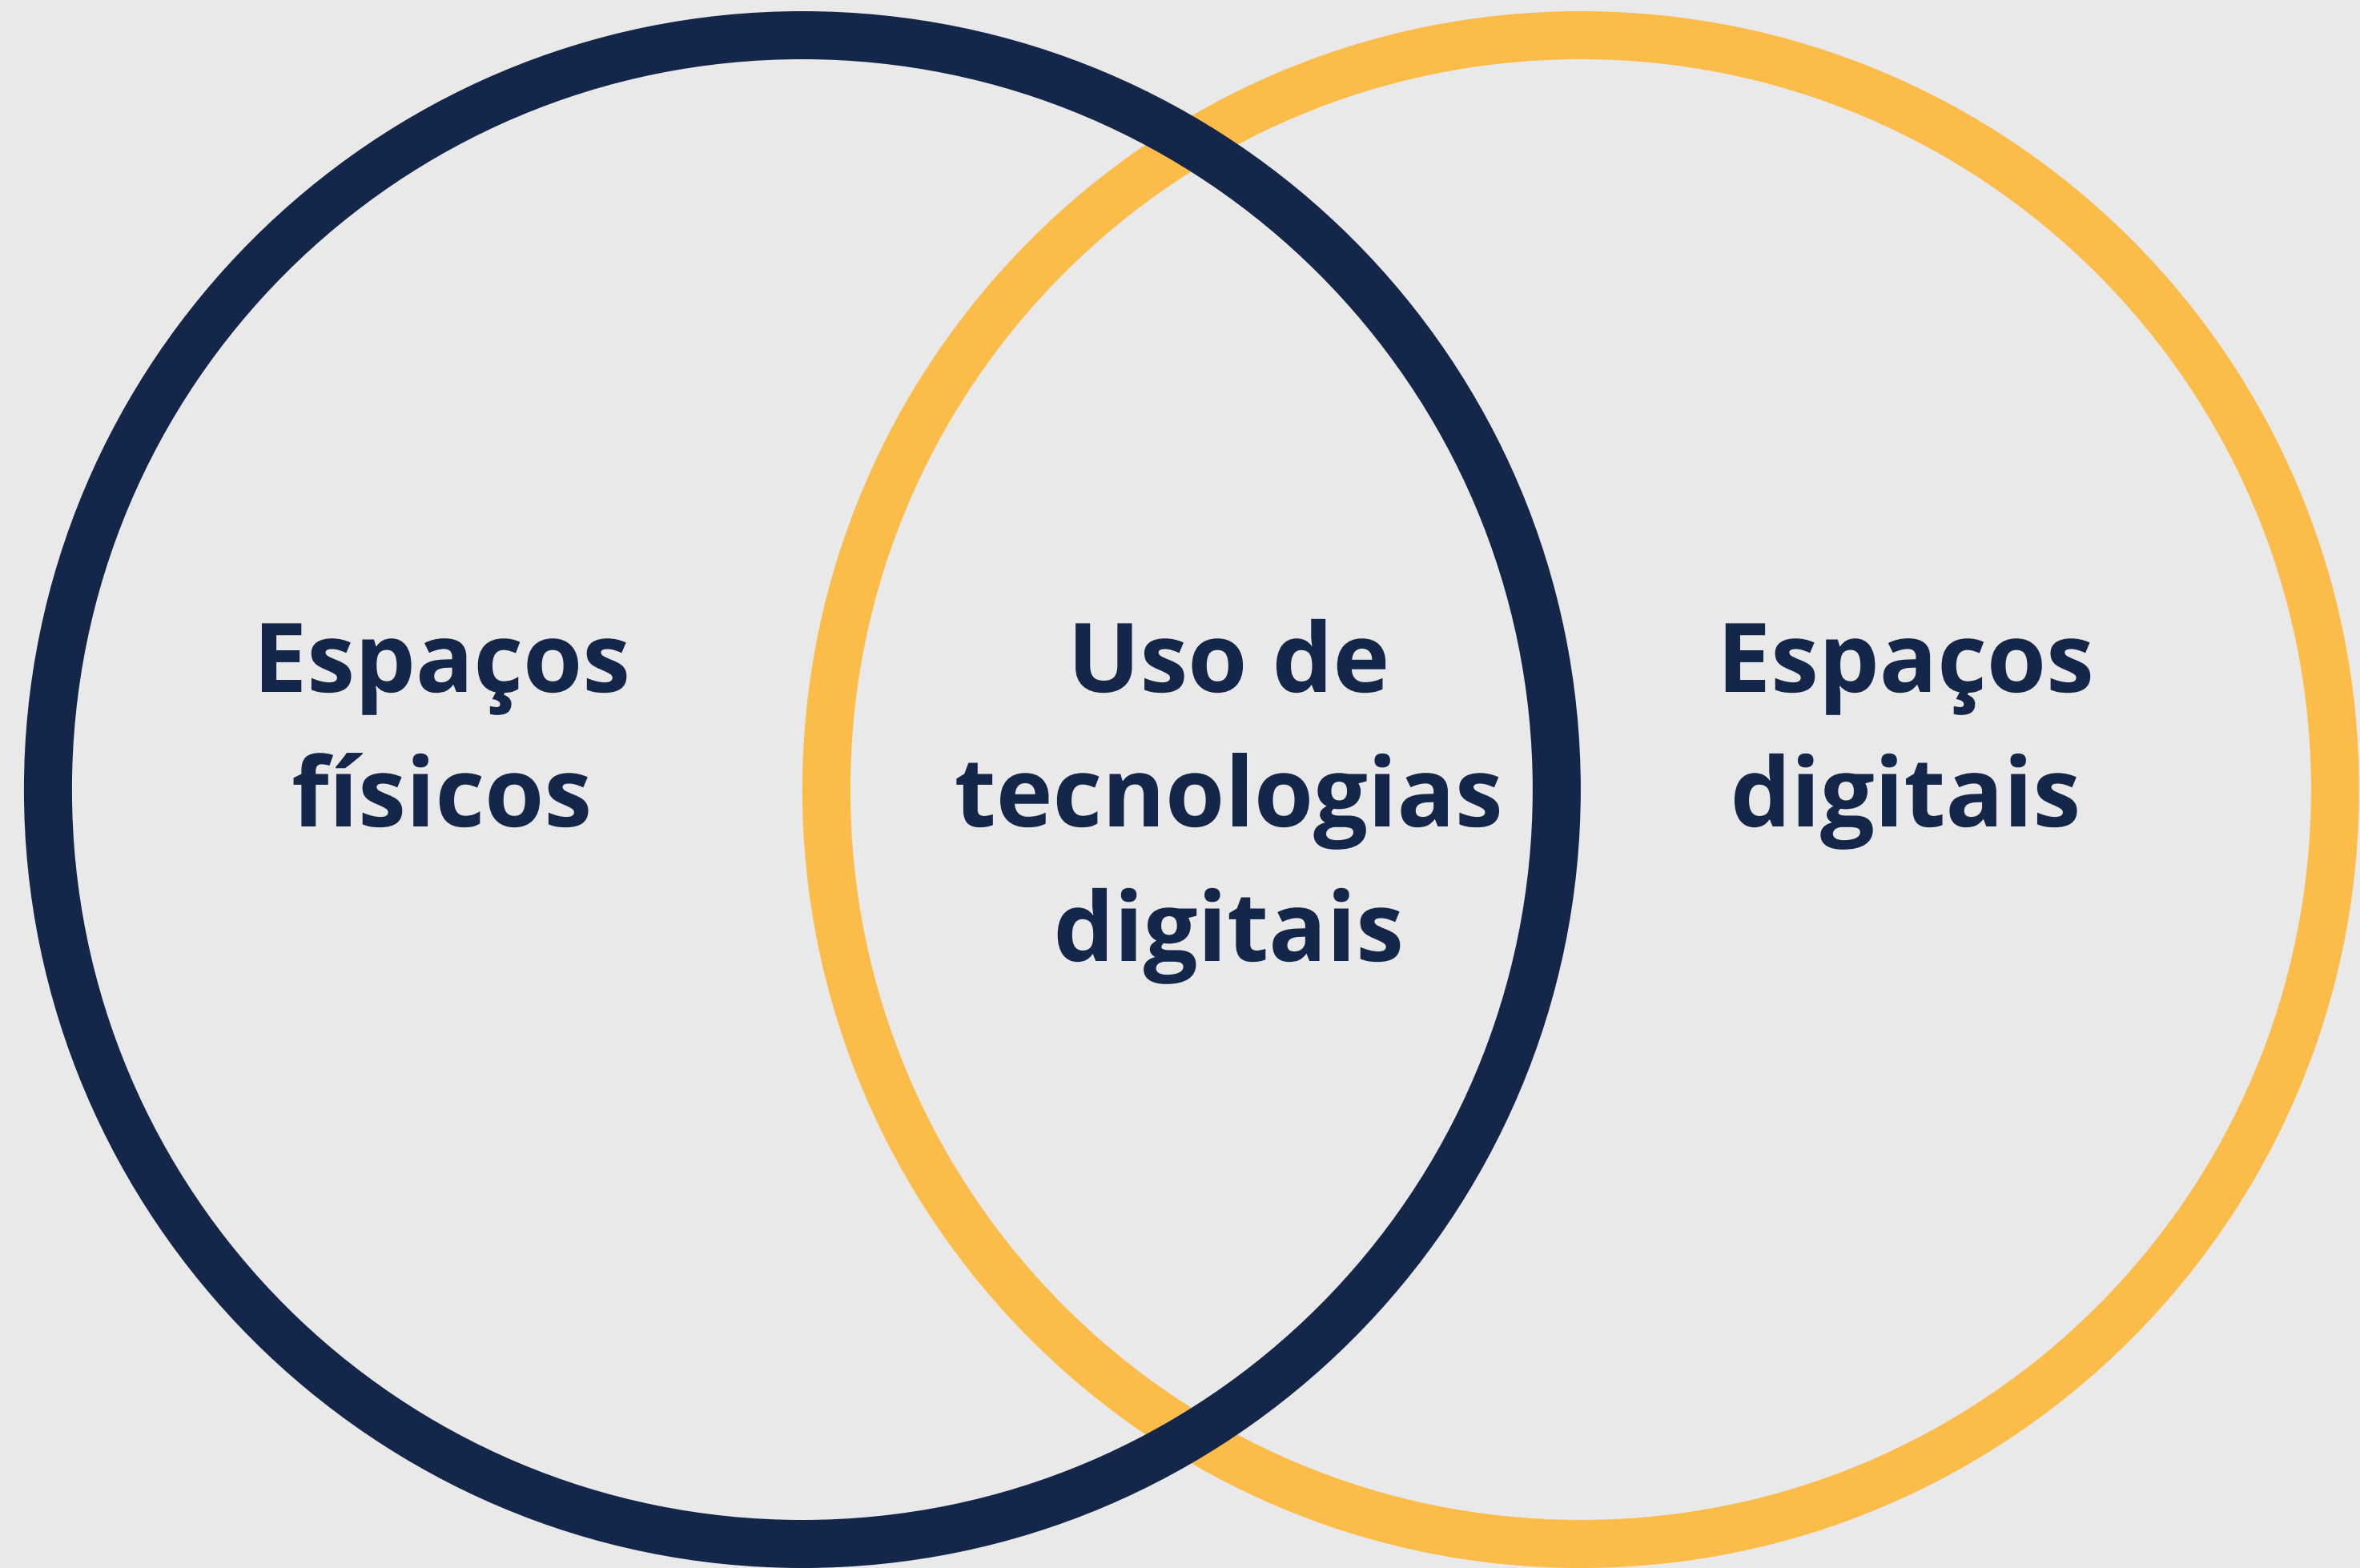 Espaços
físicos
Uso de
tecnologias
digitais
Espaços
digitais